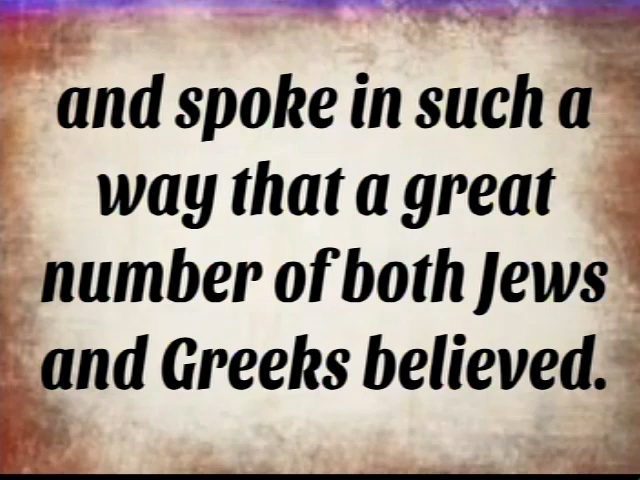 and spoke in such a
way that a great
number of both Jews
and Greeks believed.